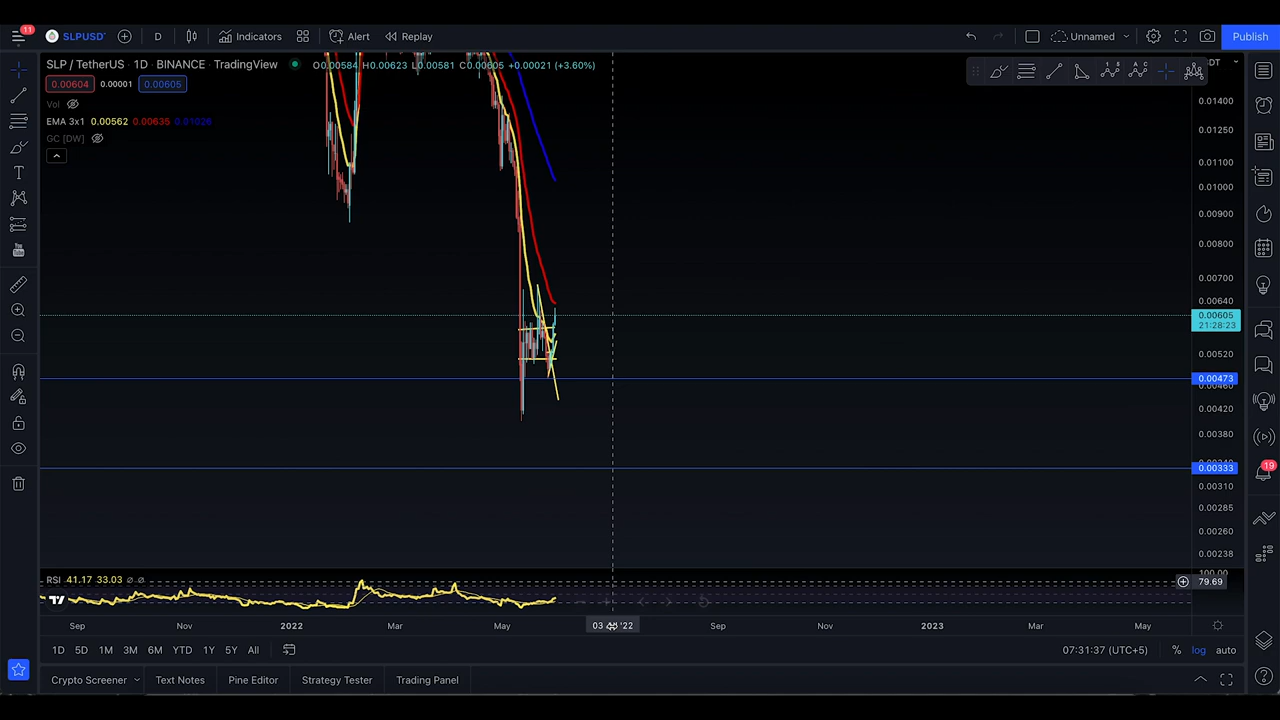 11
SLPUSD
D
Indicators
Alert
Replay
Unnamed
Publish
SLP / TetherUS · 1D · BINANCE · TradingView
O0.00584 H0.00623 L0.00581 C0.00605 +0.00021 (+3.60%)
0.00604 0.00001 0.00605
Vol
EMA 3x1 0.00562 0.00635 0.01026
GC [DW]
0.01400
0.01250
0.01100
0.01000
0.00900
0.00800
0.00700
0.00640
0.00605
21:28:23
0.00520
0.00473
0.00420
0.00380
0.00333
0.00310
0.00285
0.00260
0.00238
100.00
RSI 41.17 33.03 ∅ ∅
79.69
19
Sep Nov 2022 Mar May '22 Sep Nov 2023 Mar May
1D 5D 1M 3M 6M YTD 1Y 5Y All
07:31:37 (UTC+5) % log auto
Crypto Screener Text Notes Pine Editor Strategy Tester Trading Panel